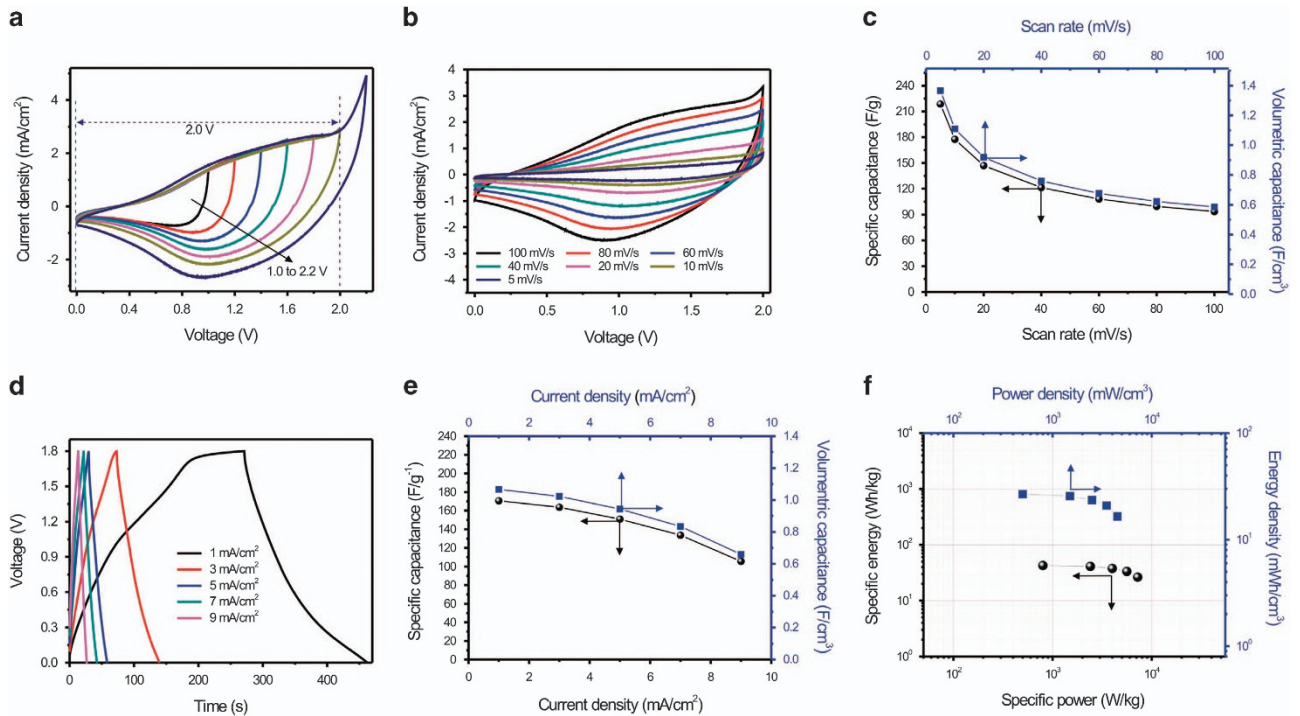 a
Current density (mA/cm²)
4
2
0
-2
2.0 V
1.0 to 2.2 V
0.0 0.4 0.8 1.2 1.6 2.0
Voltage (V)
b
Current density (mA/cm²)
4
3
2
1
0
-1
-2
-3
-4
100 mV/s 80 mV/s 60 mV/s
40 mV/s 20 mV/s 10 mV/s
5 mV/s
0.0 0.5 1.0 1.5 2.0
Voltage (V)
c
Scan rate (mV/s)
0 20 40 60 80 100
Specific capacitance (F/g)
240
210
180
150
120
90
60
30
0
Volumetric capacitance (F/cm³)
1.4
1.2
1.0
0.8
0.6
0.4
0.2
0.0
0 20 40 60 80 100
Scan rate (mV/s)
d
Voltage (V)
1.8
1.5
1.2
0.9
0.6
0.3
0.0
1 mA/cm²
3 mA/cm²
5 mA/cm²
7 mA/cm²
9 mA/cm²
0 100 200 300 400
Time (s)
e
Current density (mA/cm²)
0 1 2 3 4 5 6 7 8 9 10
Specific capacitance (F/g⁻¹)
240
220
200
180
160
140
120
100
80
60
40
20
0
Volumentric capacitance (F/cm³)
1.4
1.2
1.0
0.8
0.6
0.4
0.2
0.0
0 1 2 3 4 5 6 7 8 9 10
Current density (mA/cm²)
f
Power density (mW/cm³)
10² 10³ 10⁴
Specific energy (Wh/kg)
10⁴
10³
10²
10¹
10⁰
Energy density (mWh/cm³)
10²
10¹
10⁰
10² 10³ 10⁴
Specific power (W/kg)